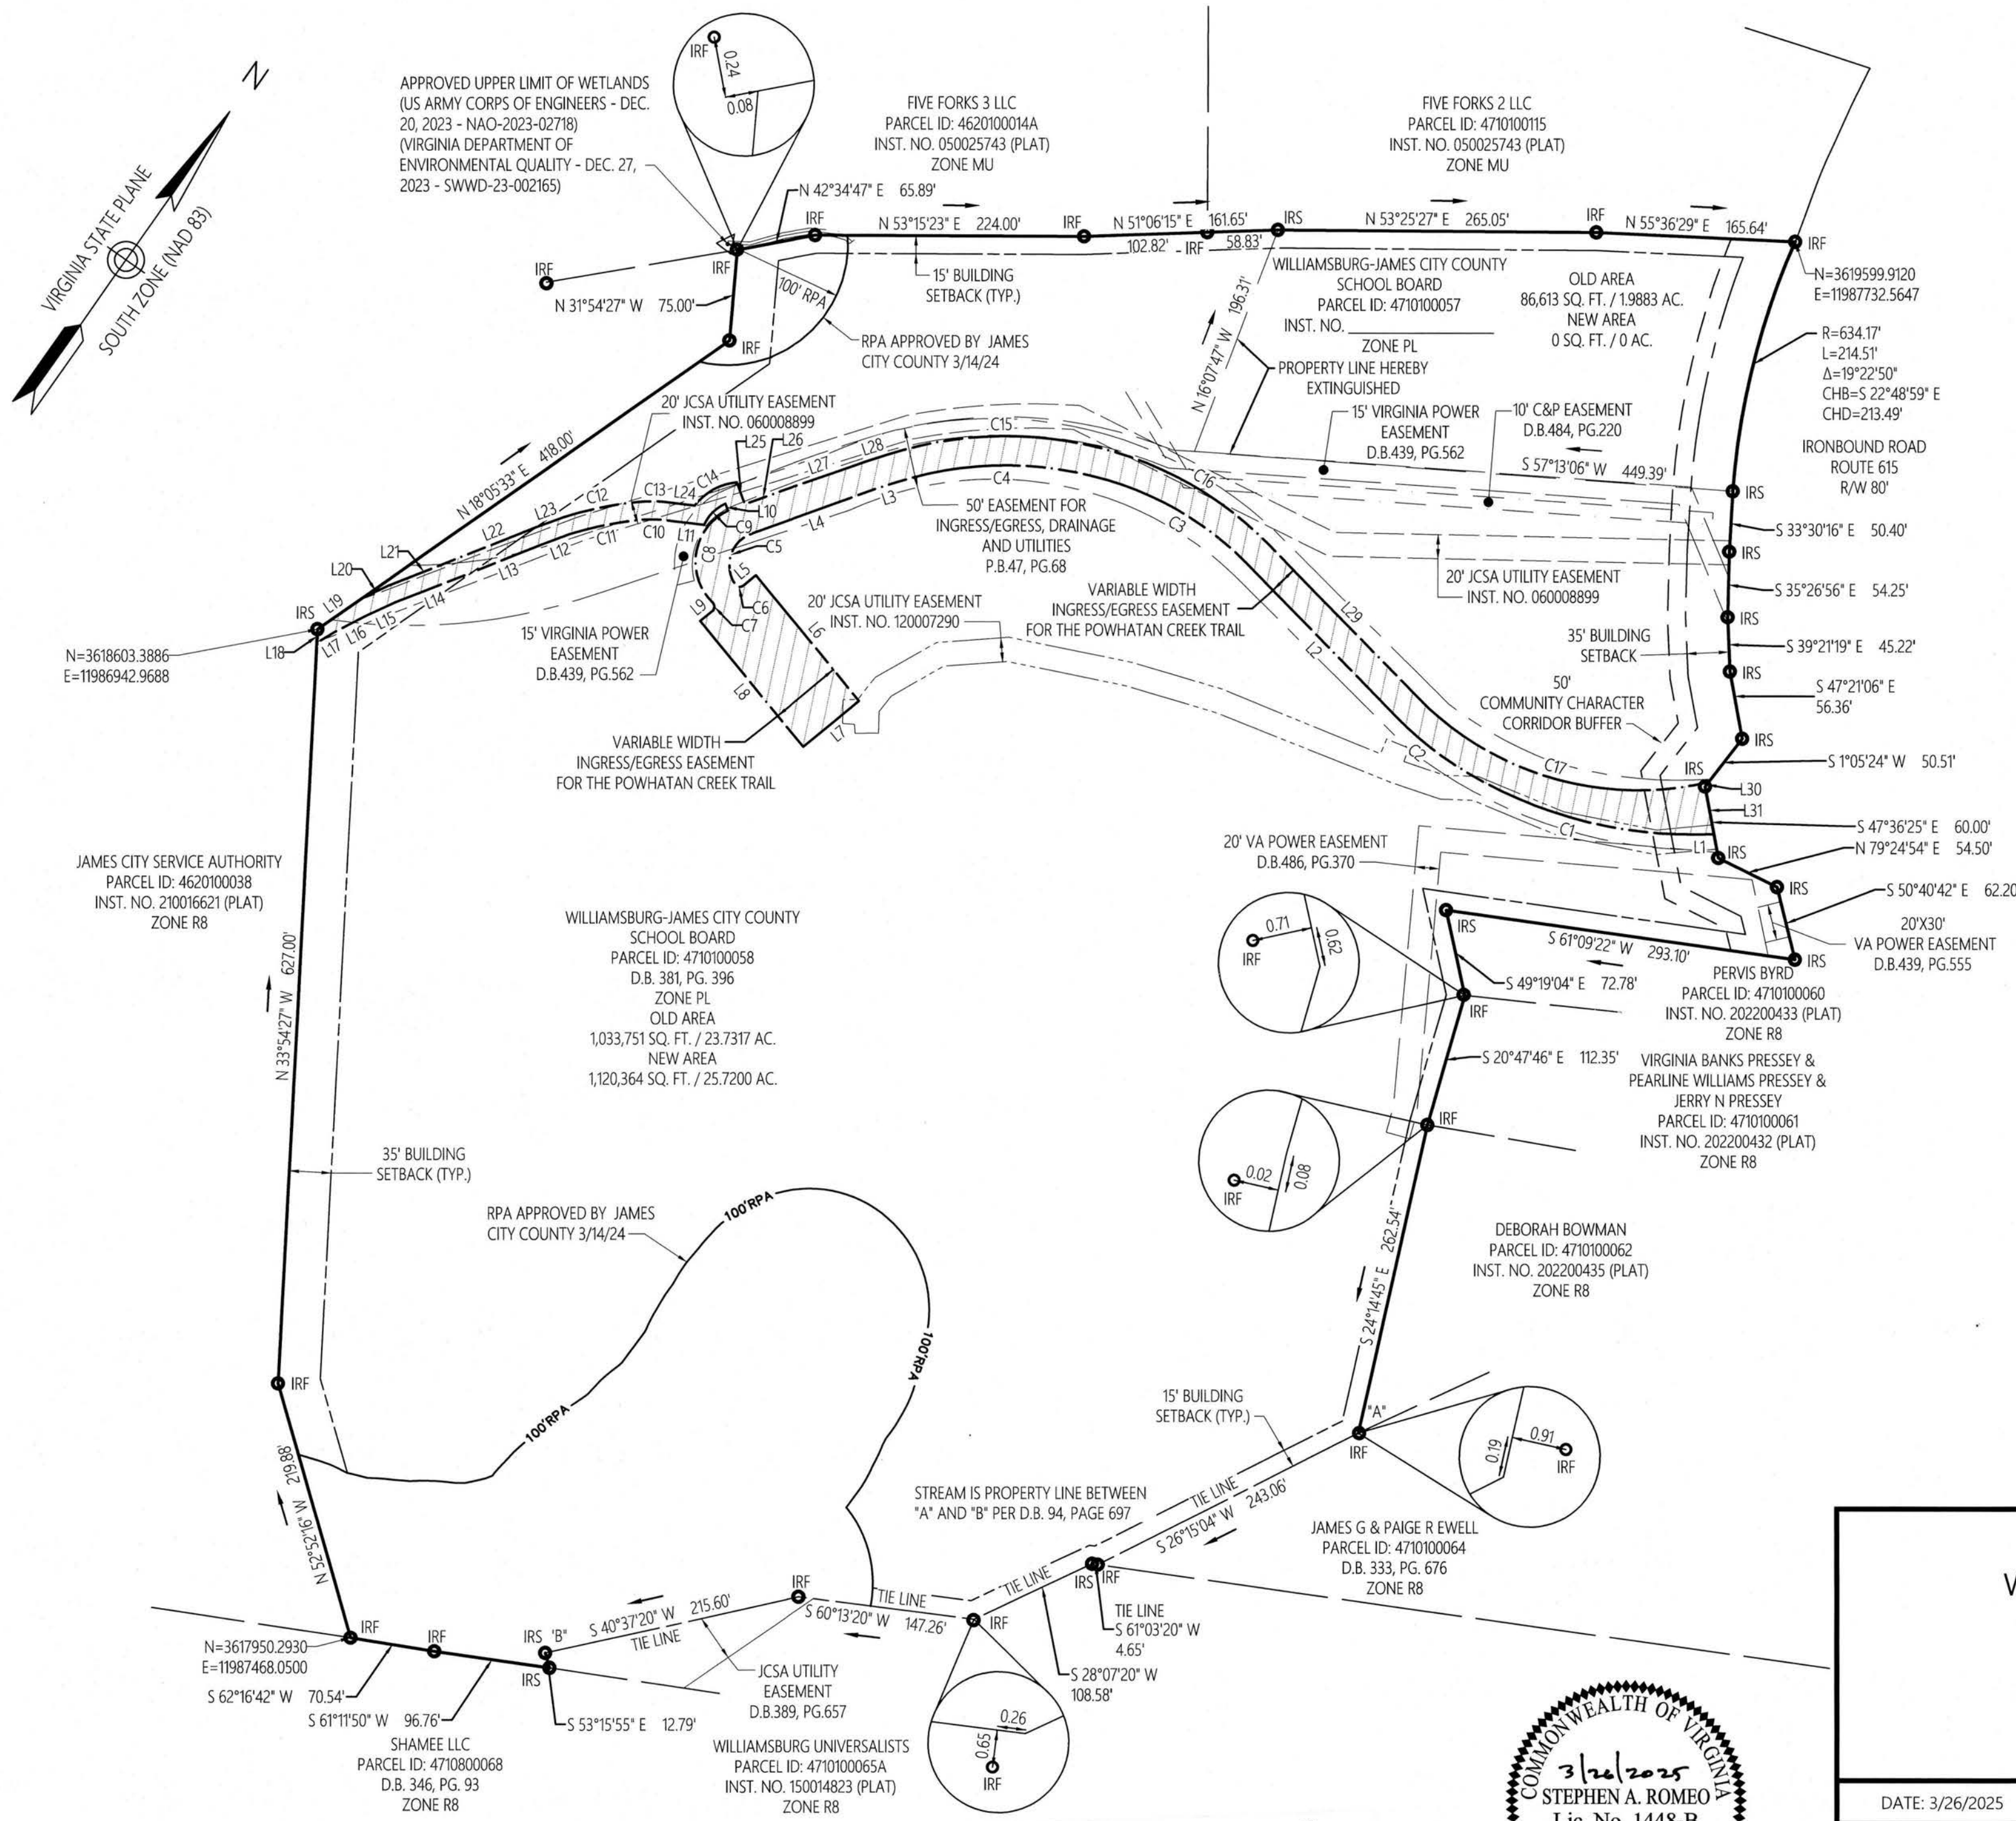 N
VIRGINIA STATE PLANE
SOUTH ZONE (NAD 83)
APPROVED UPPER LIMIT OF WETLANDS
(US ARMY CORPS OF ENGINEERS - DEC.
20, 2023 - NAO-2023-02718)
(VIRGINIA DEPARTMENT OF
ENVIRONMENTAL QUALITY - DEC. 27,
2023 - SWWD-23-002165)
IRF
0.24
0.08
FIVE FORKS 3 LLC
PARCEL ID: 4620100014A
INST. NO. 050025743 (PLAT)
ZONE MU
FIVE FORKS 2 LLC
PARCEL ID: 4710100115
INST. NO. 050025743 (PLAT)
ZONE MU
N 42°34'47" E 65.89'
IRF
N 53°15'23" E 224.00'
IRF
N 51°06'15" E 161.65'
102.82'
IRF
58.83'
IRS
N 53°25'27" E 265.05'
IRF
N 55°36'29" E 165.64'
IRF
N=3619599.9120
E=11987732.5647
IRF
IRF
N 31°54'27" W 75.00'
IRF
100' RPA
15' BUILDING
SETBACK (TYP.)
RPA APPROVED BY JAMES
CITY COUNTY 3/14/24
N 16°07'47" W 196.31'
WILLIAMSBURG-JAMES CITY COUNTY
SCHOOL BOARD
PARCEL ID: 4710100057
INST. NO.
ZONE PL
OLD AREA
86,613 SQ. FT. / 1.9883 AC.
NEW AREA
0 SQ. FT. / 0 AC.
PROPERTY LINE HEREBY
EXTINGUISHED
R=634.17'
L=214.51'
Δ=19°22'50"
CHB=S 22°48'59" E
CHD=213.49'
IRONBOUND ROAD
ROUTE 615
R/W 80'
15' VIRGINIA POWER
EASEMENT
D.B.439, PG.562
10' C&P EASEMENT
D.B.484, PG.220
S 57°13'06" W 449.39'
IRS
S 33°30'16" E 50.40'
IRS
S 35°26'56" E 54.25'
IRS
S 39°21'19" E 45.22'
IRS
S 47°21'06" E
56.36'
IRS
S 1°05'24" W 50.51'
IRS
L30
L31
S 47°36'25" E 60.00'
N 79°24'54" E 54.50'
L1
IRS
IRS
S 50°40'42" E 62.20
20'X30'
VA POWER EASEMENT
D.B.439, PG.555
IRS
20' JCSA UTILITY EASEMENT
INST. NO. 060008899
N 18°05'33" E 418.00'
L25
L26
C15
L28
L27
C14
L24
C13
C12
L23
L22
L21
L20
L19
IRS
L18
L17
L16
L15
L14
L13
L12
C11
C10
L11
C8
C9
L10
C5
L4
L3
C4
C3
C16
L5
C6
C7
L9
L6
L8
L7
L29
L2
C2
C17
C1
50' EASEMENT FOR
INGRESS/EGRESS, DRAINAGE
AND UTILITIES
P.B.47, PG.68
VARIABLE WIDTH
INGRESS/EGRESS EASEMENT
FOR THE POWHATAN CREEK TRAIL
20' JCSA UTILITY EASEMENT
INST. NO. 060008899
35' BUILDING
SETBACK
50'
COMMUNITY CHARACTER
CORRIDOR BUFFER
N=3618603.3886
E=11986942.9688
15' VIRGINIA POWER
EASEMENT
D.B.439, PG.562
20' JCSA UTILITY EASEMENT
INST. NO. 120007290
VARIABLE WIDTH
INGRESS/EGRESS EASEMENT
FOR THE POWHATAN CREEK TRAIL
JAMES CITY SERVICE AUTHORITY
PARCEL ID: 4620100038
INST. NO. 210016621 (PLAT)
ZONE R8
N 33°54'27" W 627.00'
WILLIAMSBURG-JAMES CITY COUNTY
SCHOOL BOARD
PARCEL ID: 4710100058
D.B. 381, PG. 396
ZONE PL
OLD AREA
1,033,751 SQ. FT. / 23.7317 AC.
NEW AREA
1,120,364 SQ. FT. / 25.7200 AC.
20' VA POWER EASEMENT
D.B.486, PG.370
IRS
S 61°09'22" W 293.10'
0.71
0.62
IRF
S 49°19'04" E 72.78'
IRF
PERVIS BYRD
PARCEL ID: 4710100060
INST. NO. 202200433 (PLAT)
ZONE R8
S 20°47'46" E 112.35'
VIRGINIA BANKS PRESSEY &
PEARLINE WILLIAMS PRESSEY &
JERRY N PRESSEY
PARCEL ID: 4710100061
INST. NO. 202200432 (PLAT)
ZONE R8
IRF
0.02
0.08
IRF
35' BUILDING
SETBACK (TYP.)
RPA APPROVED BY JAMES
CITY COUNTY 3/14/24
100'RPA
100'RPA
100'RPA
S 24°14'45" E 262.54'
DEBORAH BOWMAN
PARCEL ID: 4710100062
INST. NO. 202200435 (PLAT)
ZONE R8
IRF
N 52°52'16" W 219.88'
15' BUILDING
SETBACK (TYP.)
"A"
IRF
0.19
0.91
IRF
STREAM IS PROPERTY LINE BETWEEN
"A" AND "B" PER D.B. 94, PAGE 697
TIE LINE
S 26°15'04" W 243.06'
JAMES G & PAIGE R EWELL
PARCEL ID: 4710100064
D.B. 333, PG. 676
ZONE R8
IRS
IRF
TIE LINE
S 61°03'20" W
4.65'
TIE LINE
S 28°07'20" W
108.58'
IRF
TIE LINE
S 60°13'20" W 147.26'
IRF
S 40°37'20" W 215.60'
TIE LINE
IRS 'B"
IRS
IRF
IRF
N=3617950.2930
E=11987468.0500
S 62°16'42" W 70.54'
S 61°11'50" W 96.76'
S 53°15'55" E 12.79'
JCSA UTILITY
EASEMENT
D.B.389, PG.657
0.26
0.65
IRF
SHAMEE LLC
PARCEL ID: 4710800068
D.B. 346, PG. 93
ZONE R8
WILLIAMSBURG UNIVERSALISTS
PARCEL ID: 4710100065A
INST. NO. 150014823 (PLAT)
ZONE R8
COMMONWEALTH OF VIRGINIA
3/26/2025
STEPHEN A. ROMEO
Lic. No. 1448-B
DATE: 3/26/2025